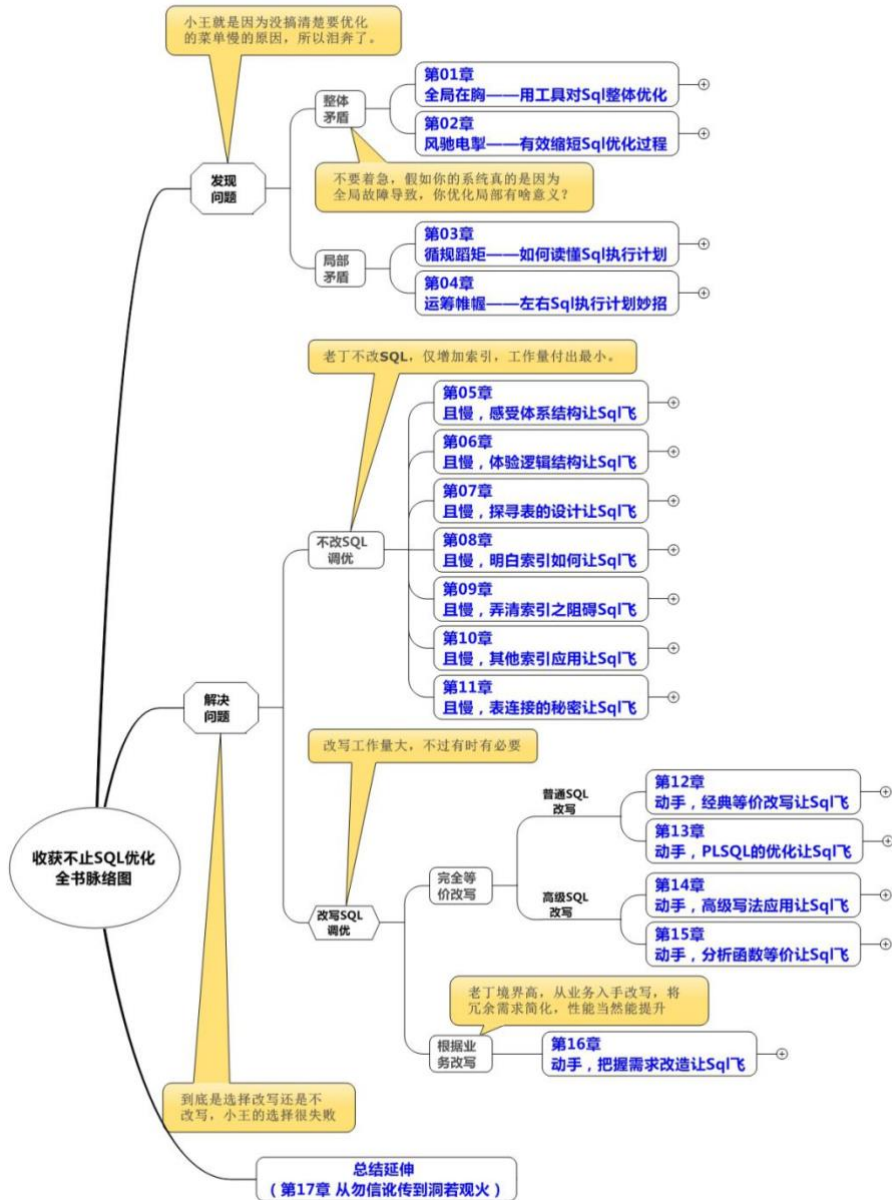 小王就是因为没搞清楚要优化
的菜单慢的原因，所以泪奔了。
发现
问题
整体
矛盾
第01章
全局在胸——用工具对Sql整体优化
第02章
风驰电掣——有效缩短Sql优化过程
不要着急，假如你的系统真的是因为
全局故障导致，你优化局部有啥意义？
局部
矛盾
第03章
循规蹈矩——如何读懂Sql执行计划
第04章
运筹帷幄——左右Sql执行计划妙招
老丁不改SQL，仅增加索引，工作量付出最小。
不改SQL
调优
第05章
且慢，感受体系结构让Sql飞
第06章
且慢，体验逻辑结构让Sql飞
第07章
且慢，探寻表的设计让Sql飞
第08章
且慢，明白索引如何让Sql飞
第09章
且慢，弄清索引之阻碍Sql飞
第10章
且慢，其他索引应用让Sql飞
第11章
且慢，表连接的秘密让Sql飞
解决
问题
改写工作量大，不过有时有必要
改写SQL
调优
完全等
价改写
普通SQL
改写
第12章
动手，经典等价改写让Sql飞
第13章
动手，PLSQL的优化让Sql飞
高级SQL
改写
第14章
动手，高级写法应用让Sql飞
第15章
动手，分析函数等价让Sql飞
老丁境界高，从业务入手改写，将
冗余需求简化，性能当然能提升
根据业
务改写
第16章
动手，把握需求改造让Sql飞
收获不止SQL优化
全书脉络图
到底是选择改写还是不
改写，小王的选择很失败
总结延伸
（第17章 从勿信讹传到洞若观火）